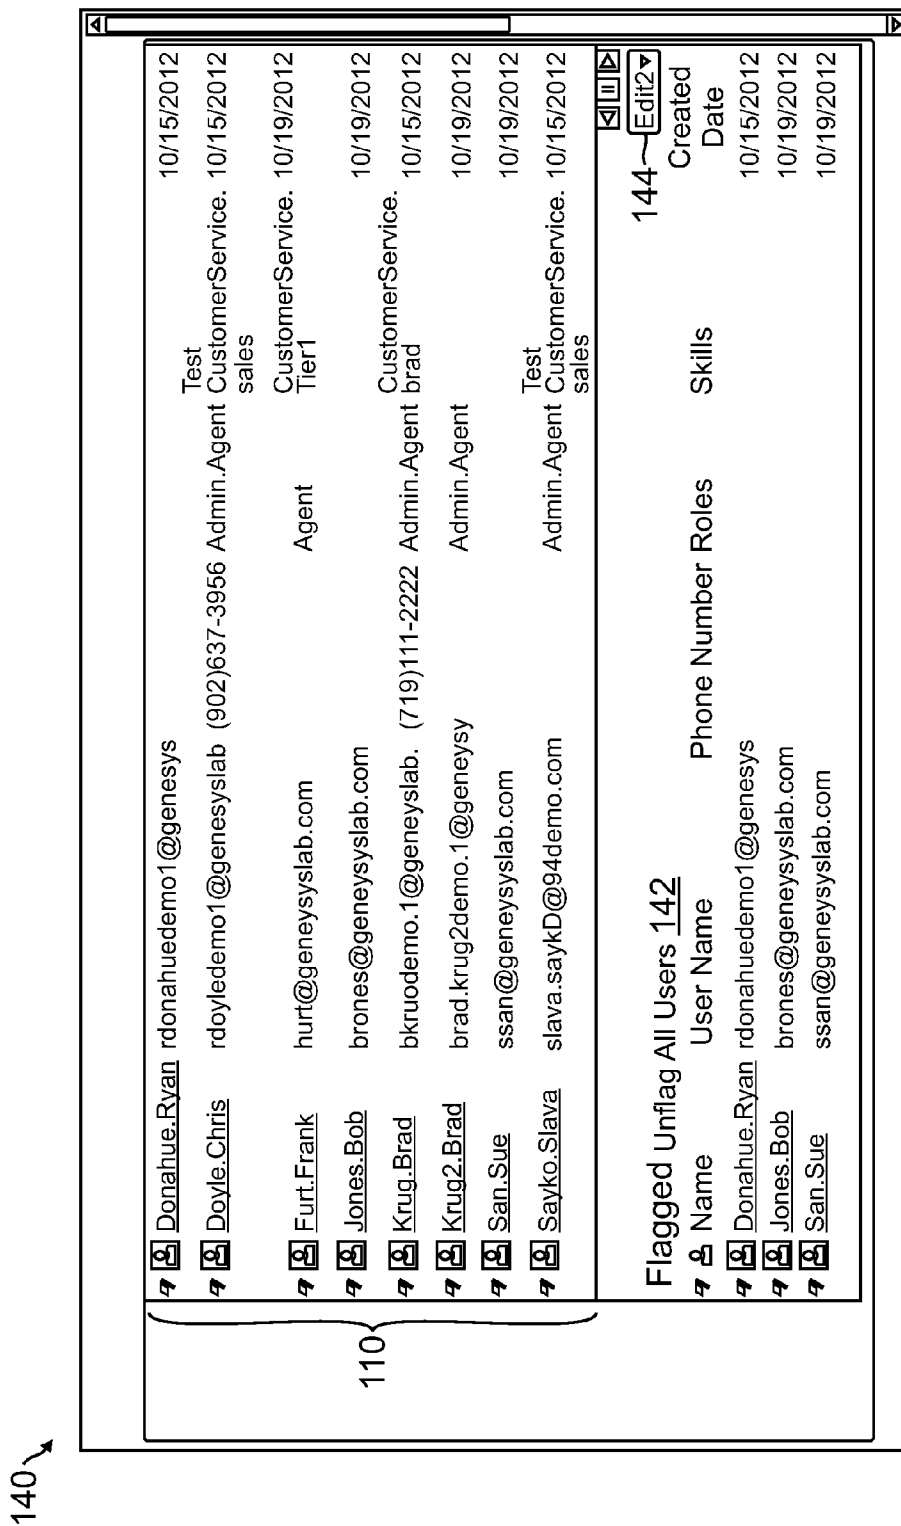 140
110
Donahue.Ryan rdonahuedemo1@genesys 10/15/2012
Test
Doyle.Chris rdoyledemo1@genesyslab (902)637-3956 Admin.Agent CustomerService. 10/15/2012
sales
CustomerService. 10/19/2012
Furt.Frank hurt@geneysyslab.com Agent Tier1
Jones.Bob brones@geneysyslab.com 10/19/2012
CustomerService.
Krug.Brad bkruodemo.1@geneyslab. (719)111-2222 Admin.Agent brad 10/15/2012
Krug2.Brad brad.krug2demo.1@geneysy Admin.Agent 10/19/2012
San.Sue ssan@geneysyslab.com 10/19/2012
Test
Sayko.Slava slava.saykD@94demo.com Admin.Agent CustomerService. 10/15/2012
sales
144
Flagged Unflag All Users 142 Edit2
Name User Name Phone Number Roles Skills Created
Date
Donahue.Ryan rdonahuedemo1@genesys 10/15/2012
Jones.Bob brones@geneysyslab.com 10/19/2012
San.Sue ssan@geneysyslab.com 10/19/2012